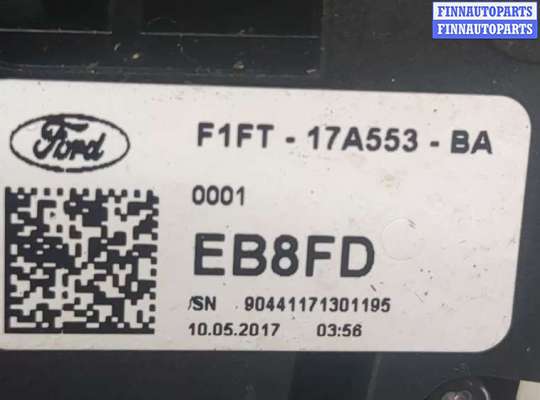 FINNAUTOPARTS
FINNAUTOPARTS
Ford
F1FT - 17A553 - BA
0001
EB8FD
/SN 90441171301195
10.05.2017 03:56